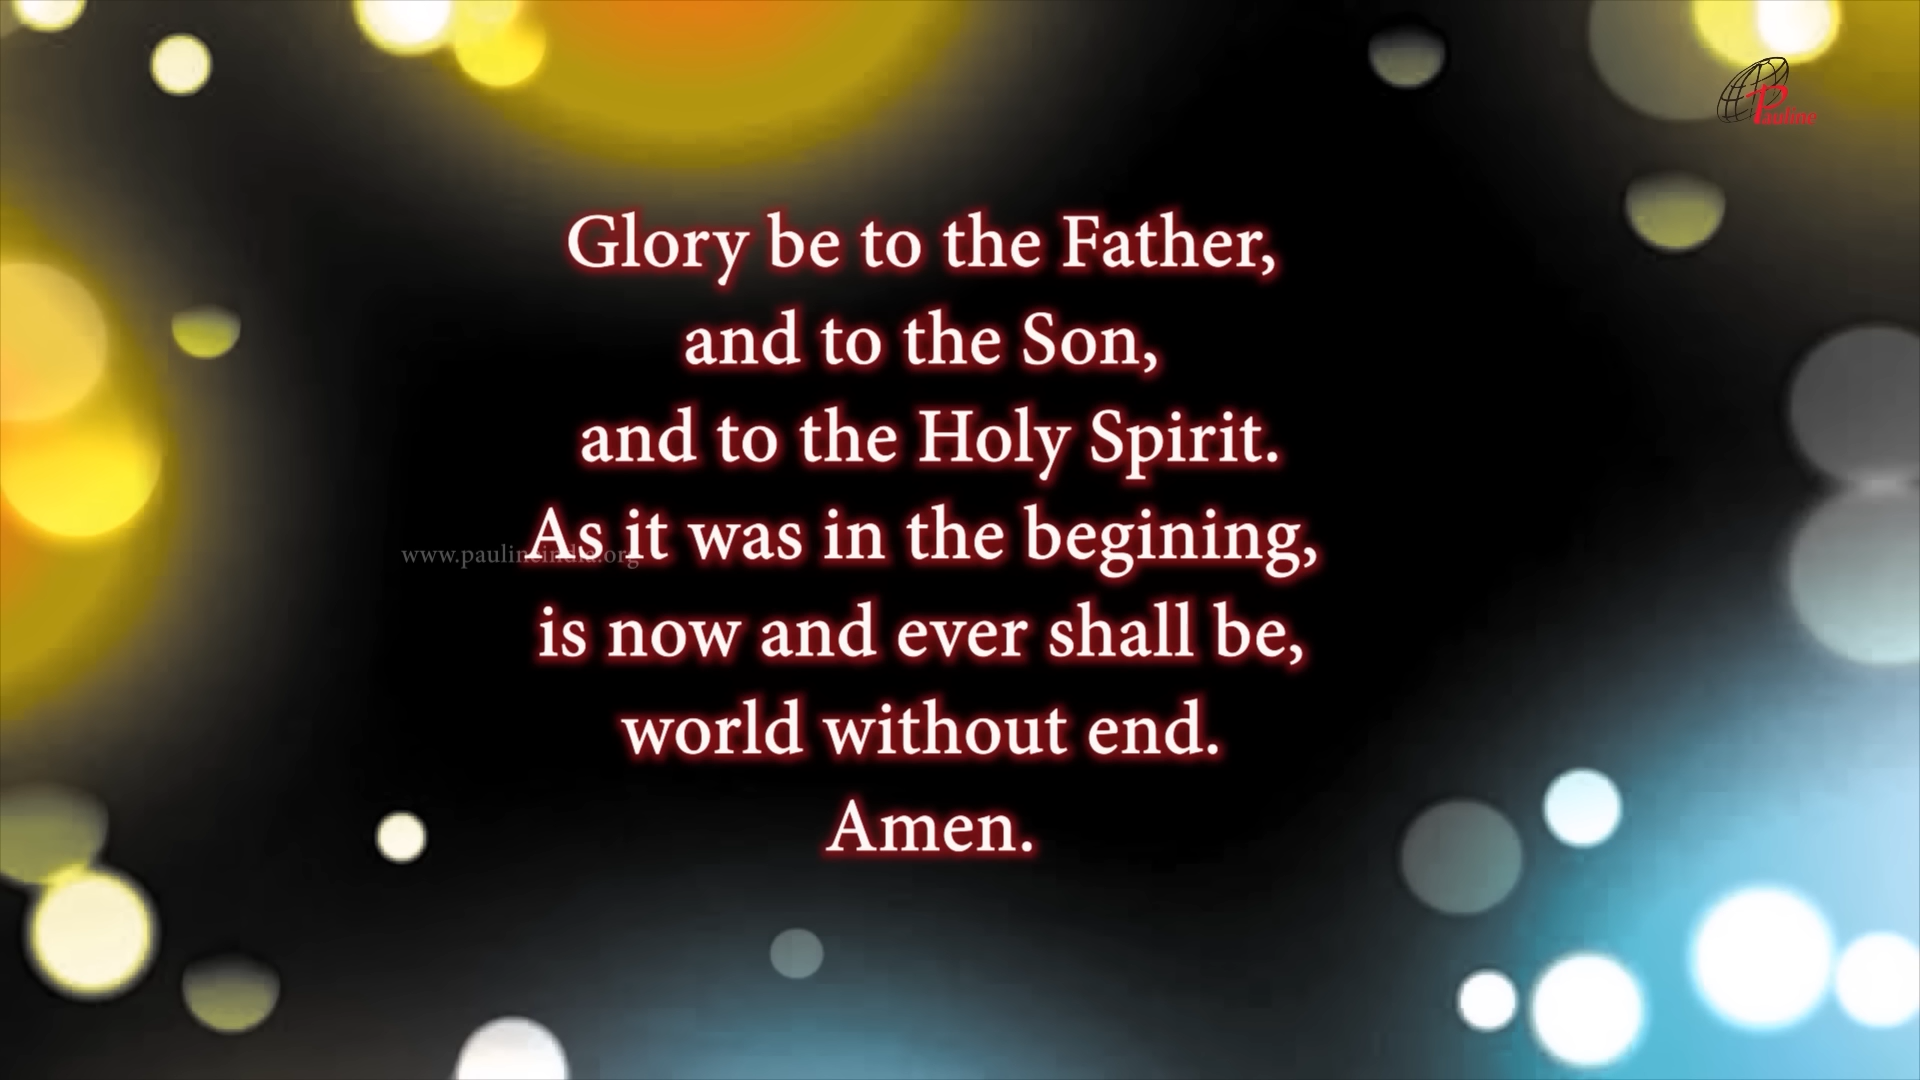 Pauline
Glory be to the Father,
and to the Son,
and to the Holy Spirit.
As it was in the begining,
www.paulineindia.org
is now and ever shall be,
world without end.
Amen.